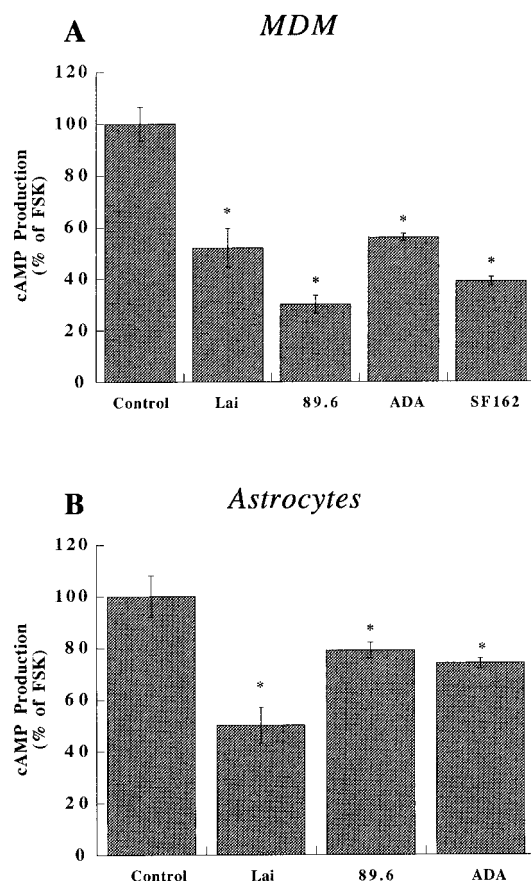 A
MDM
cAMP Production
(% of FSK)
120
100
80
60
40
20
0
*
*
*
*
Control Lai 89.6 ADA SF162
B
Astrocytes
cAMP Production
(% of FSK)
120
100
80
60
40
20
0
*
*
*
Control Lai 89.6 ADA